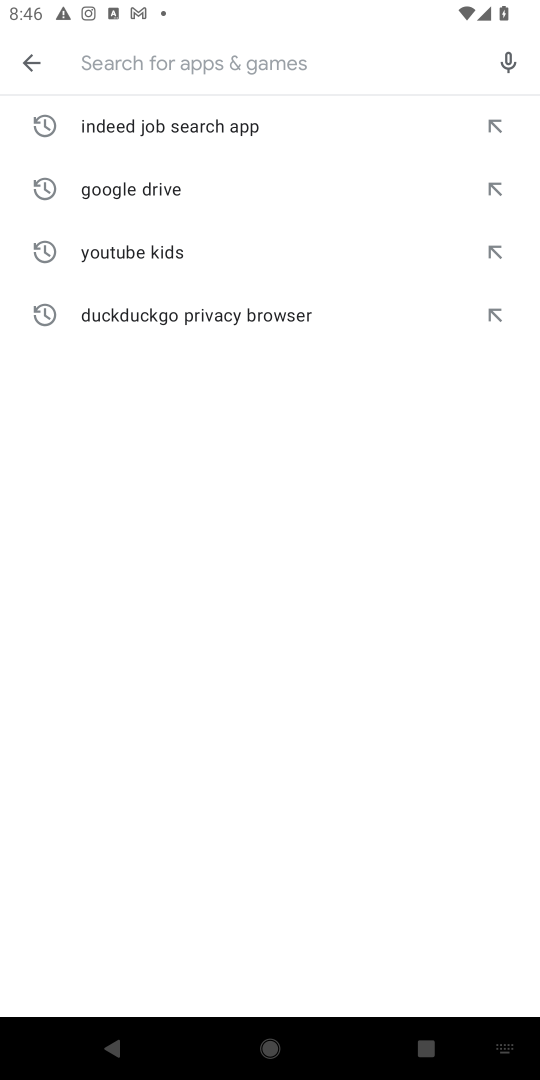 8:46
Search for apps & games
indeed job search app
google drive
youtube kids
duckduckgo privacy browser